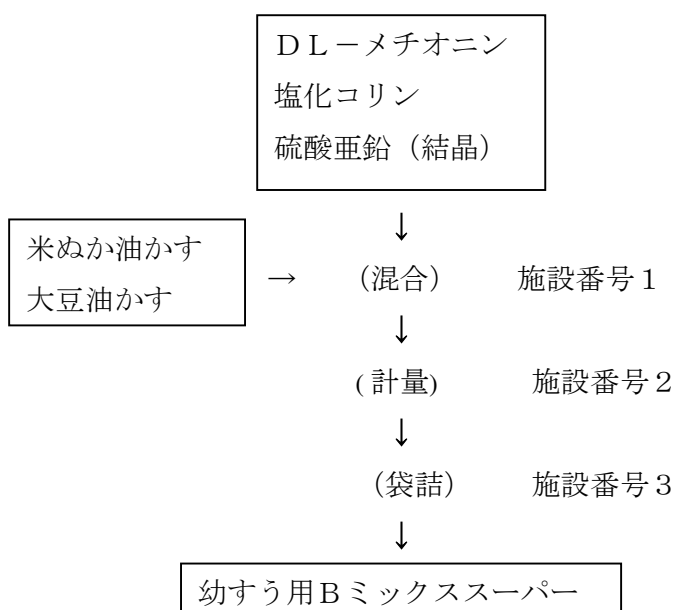 ＤＬ－メチオニン
塩化コリン
硫酸亜鉛（結晶）
↓
米ぬか油かす
大豆油かす
→ （混合） 施設番号１
↓
(計量) 施設番号２
↓
（袋詰） 施設番号３
↓
幼すう用Ｂミックススーパー